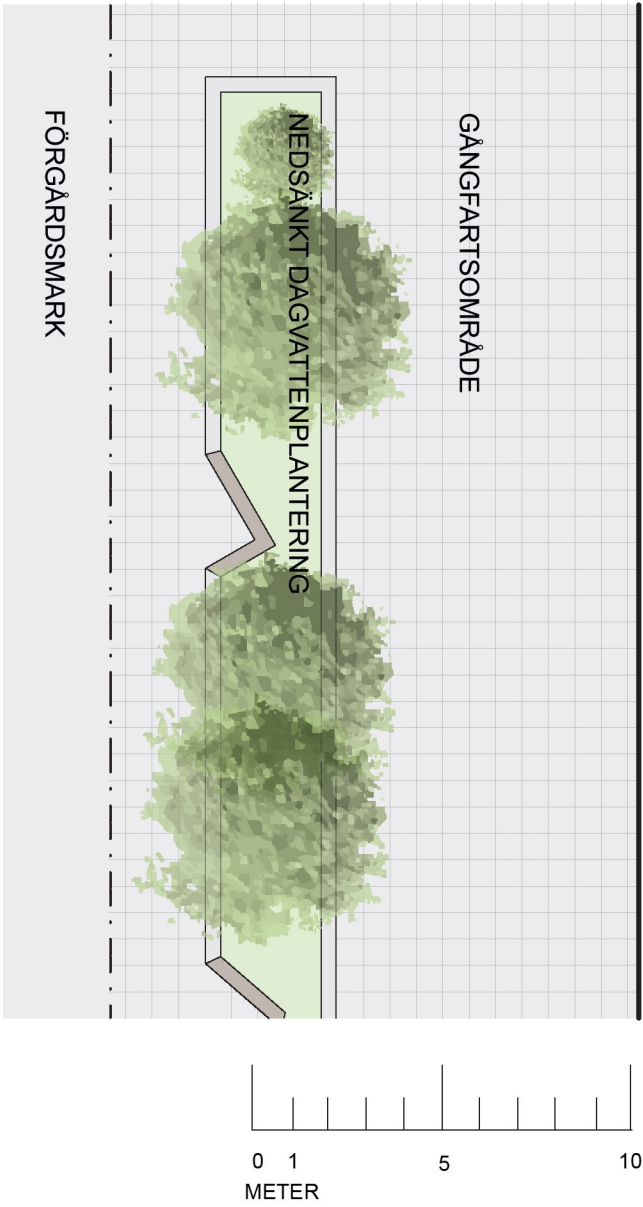 FÖRGÅRDSMARK
NEDSÄNKT DAGVATTENPLANTERING
GÅNGFARTSOMRÅDE
0 1 5 10
METER